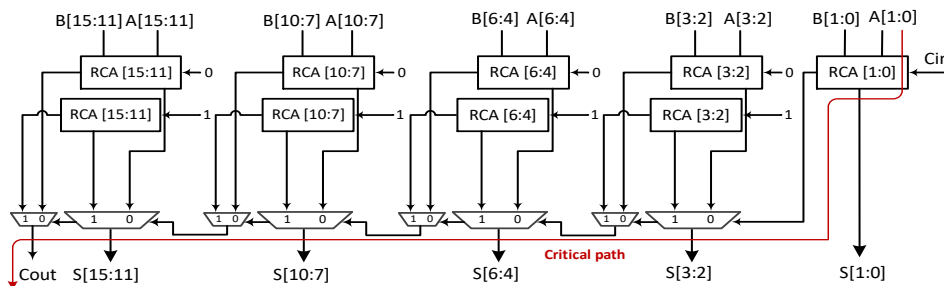 B[15:11] A[15:11] B[10:7] A[10:7] B[6:4] A[6:4] B[3:2] A[3:2] B[1:0] A[1:0]
RCA [15:11] 0 RCA [10:7] 0 RCA [6:4] 0 RCA [3:2] 0 RCA [1:0] Cin
RCA [15:11] 1 RCA [10:7] 1 RCA [6:4] 1 RCA [3:2] 1
1 0 1 0 1 0 1 0 1 0 1 0 1 0 1 0
Critical path
Cout S[15:11] S[10:7] S[6:4] S[3:2] S[1:0]